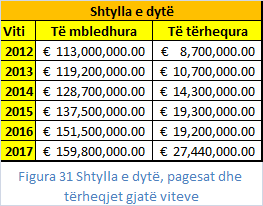 Shtylla e dytë
Viti Të mbledhura Të tërhequra
2012 € 113,000,000.00 € 8,700,000.00
2013 € 119,200,000.00 € 10,700,000.00
2014 € 128,700,000.00 € 14,300,000.00
2015 € 137,500,000.00 € 19,300,000.00
2016 € 151,500,000.00 € 19,200,000.00
2017 € 159,800,000.00 € 27,440,000.00
Figura 31 Shtylla e dytë, pagesat dhe
tërheqjet gjatë viteve